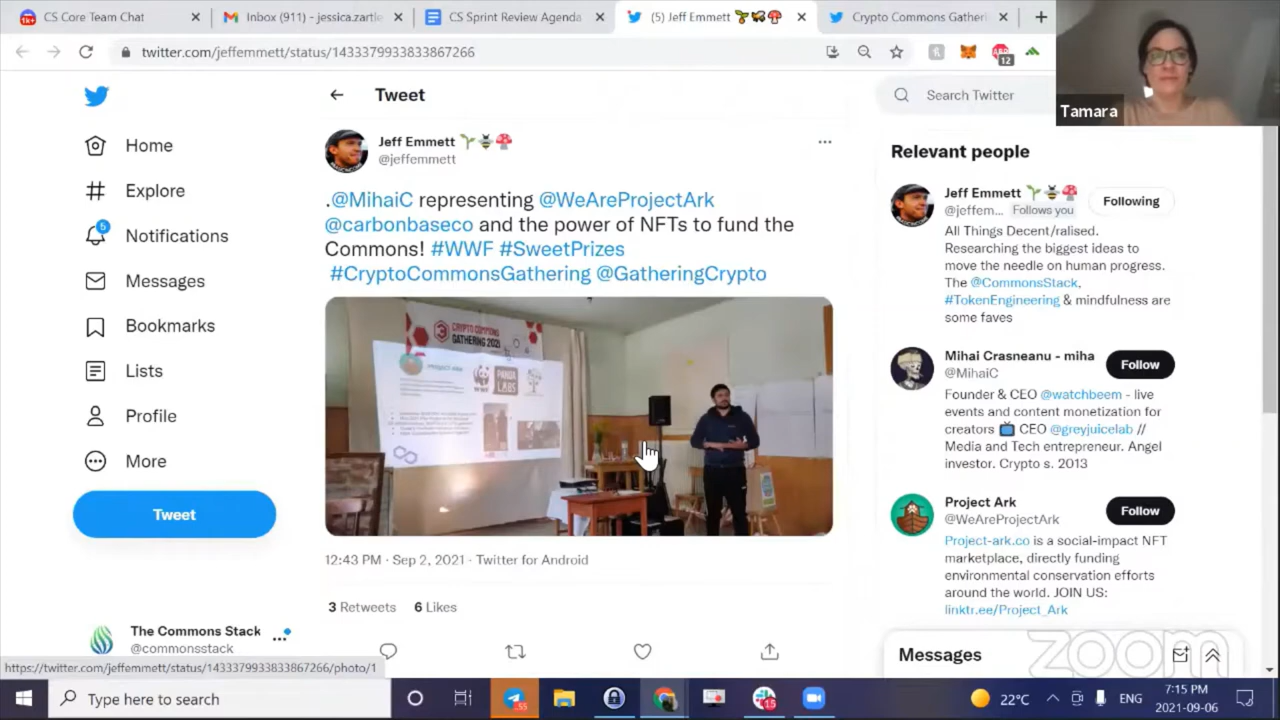 CS Core Team Chat
Inbox (911) - jessica.zartle
CS Sprint Review Agenda
(5) Jeff Emmett
Crypto Commons Gatheri
twitter.com/jeffemmett/status/1433379933833867266
12
Tamara
Home
Explore
5
Notifications
Messages
Bookmarks
Lists
Profile
More
Tweet
The Commons Stack
@commonsstack
Tweet
Jeff Emmett
@jeffemmett
.@MihaiC representing @WeAreProjectArk
@carbonbaseco and the power of NFTs to fund the
Commons! #WWF #SweetPrizes
#CryptoCommonsGathering @GatheringCrypto
CRYPTO COMMONS
GATHERING 2021
PROJECT ARK
WWF
PANDA
LABS
12:43 PM · Sep 2, 2021 · Twitter for Android
3 Retweets 6 Likes
Search Twitter
Relevant people
Jeff Emmett
@jeffem... Follows you
Following
All Things Decent/ralised.
Researching the biggest ideas to
move the needle on human progress.
The @CommonsStack,
#TokenEngineering & mindfulness are
some faves
Mihai Crasneanu - miha
@MihaiC
Follow
Founder & CEO @watchbeem - live
events and content monetization for
creators 📺 CEO @greyjuicelab //
Media and Tech entrepreneur. Angel
investor. Crypto s. 2013
Project Ark
@WeAreProjectArk
Follow
Project-ark.co is a social-impact NFT
marketplace, directly funding
environmental conservation efforts
around the world. JOIN US:
linktr.ee/Project_Ark
Messages
zoom
https://twitter.com/jeffemmett/status/1433379933833867266/photo/1
Type here to search
55
15
22°C
ENG
7:15 PM
2021-09-06